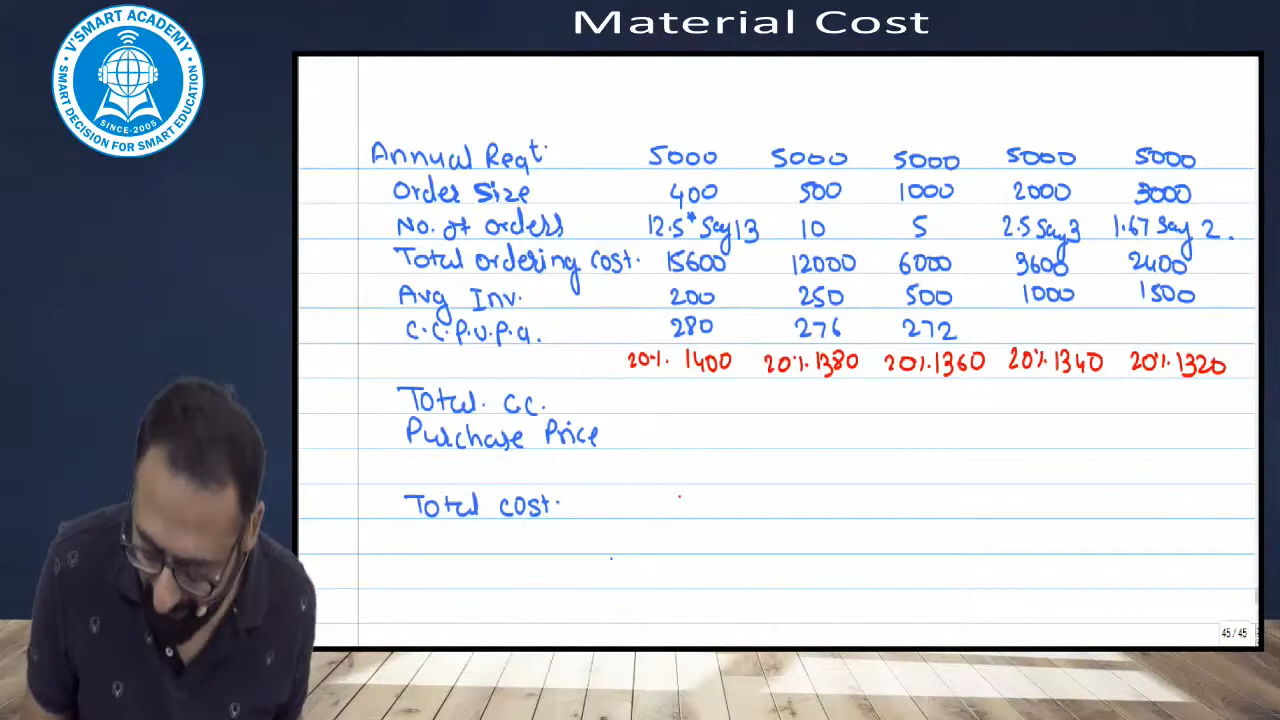 Material Cost
V'SMART ACADEMY
SMART DECISION FOR SMART EDUCATION
SINCE-2005
Annual Reqt. 5000 5000 5000 5000 5000
Order Size 400 500 1000 2000 3000
No. of orders 12.5* Say 13 10 5 2.5 Say 3 1.67 Say 2.
Total ordering cost. 15600 12000 6000 3600 2400
Avg Inv. 200 250 500 1000 1500
C.C.P.U.P.a. 280 276 272
20%. 1400 20%. 1380 20%. 1360 20%. 1340 20%. 1320
Total. CC.
Purchase Price
Total cost.
45 / 45